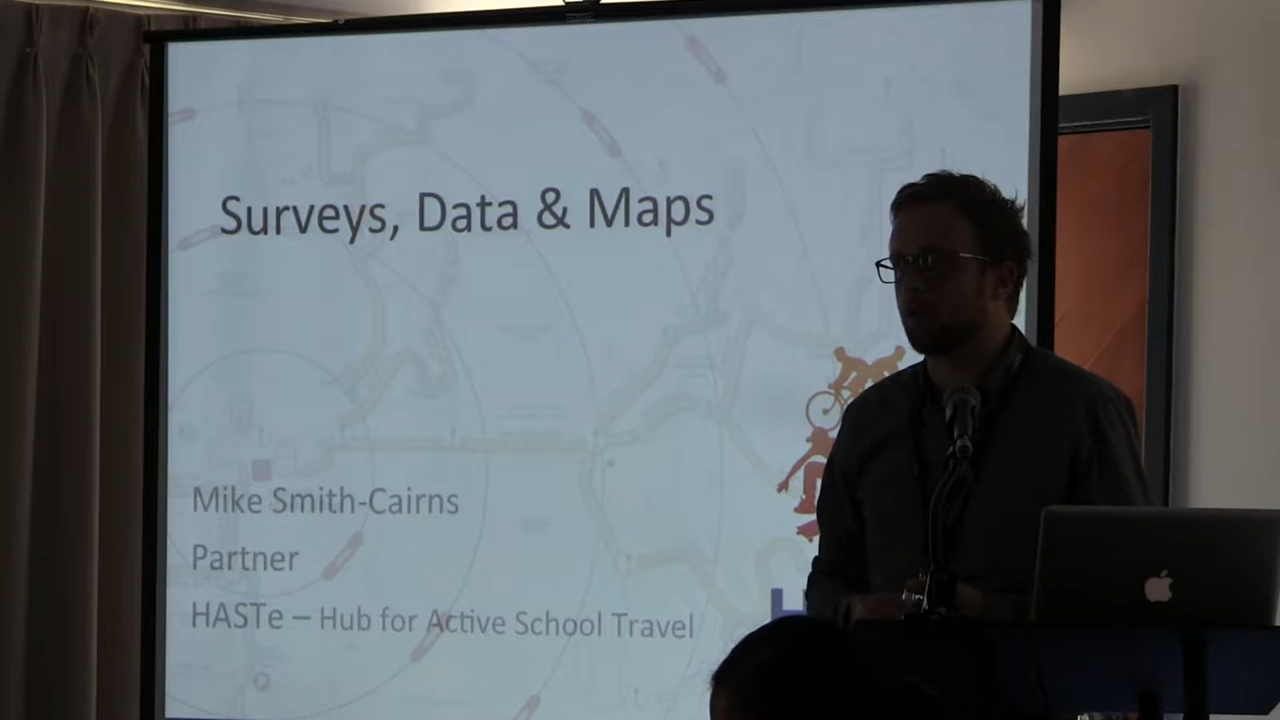 Surveys, Data & Maps
Mike Smith-Cairns
Partner
HASTe – Hub for Active School Travel
H